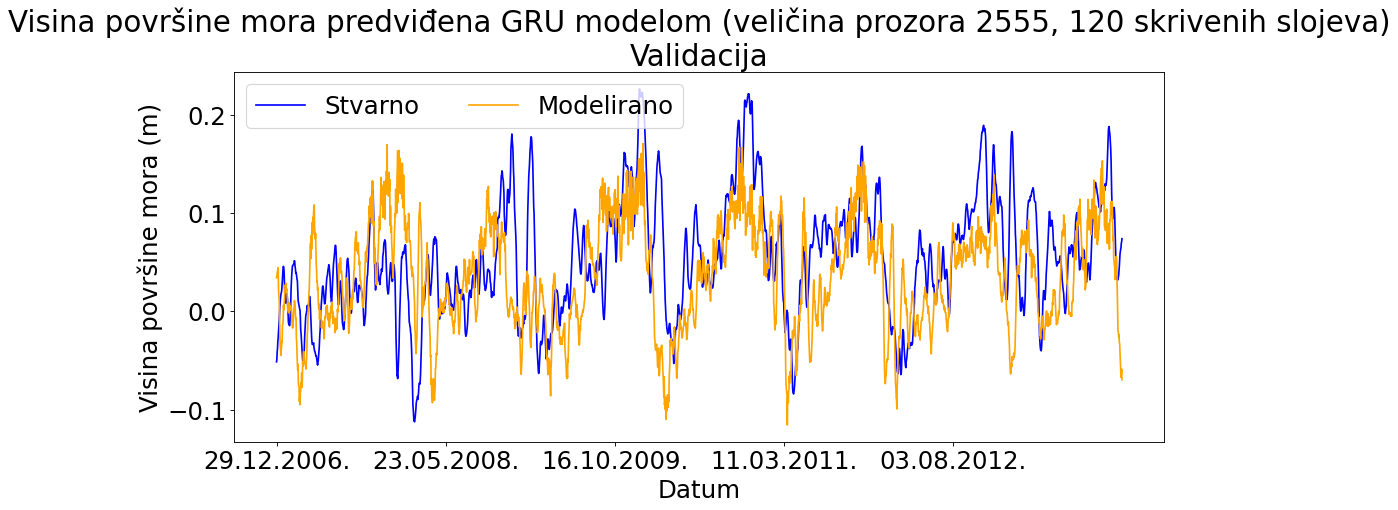 Visina površine mora predviđena GRU modelom (veličina prozora 2555, 120 skrivenih slojeva)
Validacija
Stvarno
Modelirano
Visina površine mora (m)
0.2
0.1
0.0
−0.1
29.12.2006.
23.05.2008.
16.10.2009.
11.03.2011.
03.08.2012.
Datum